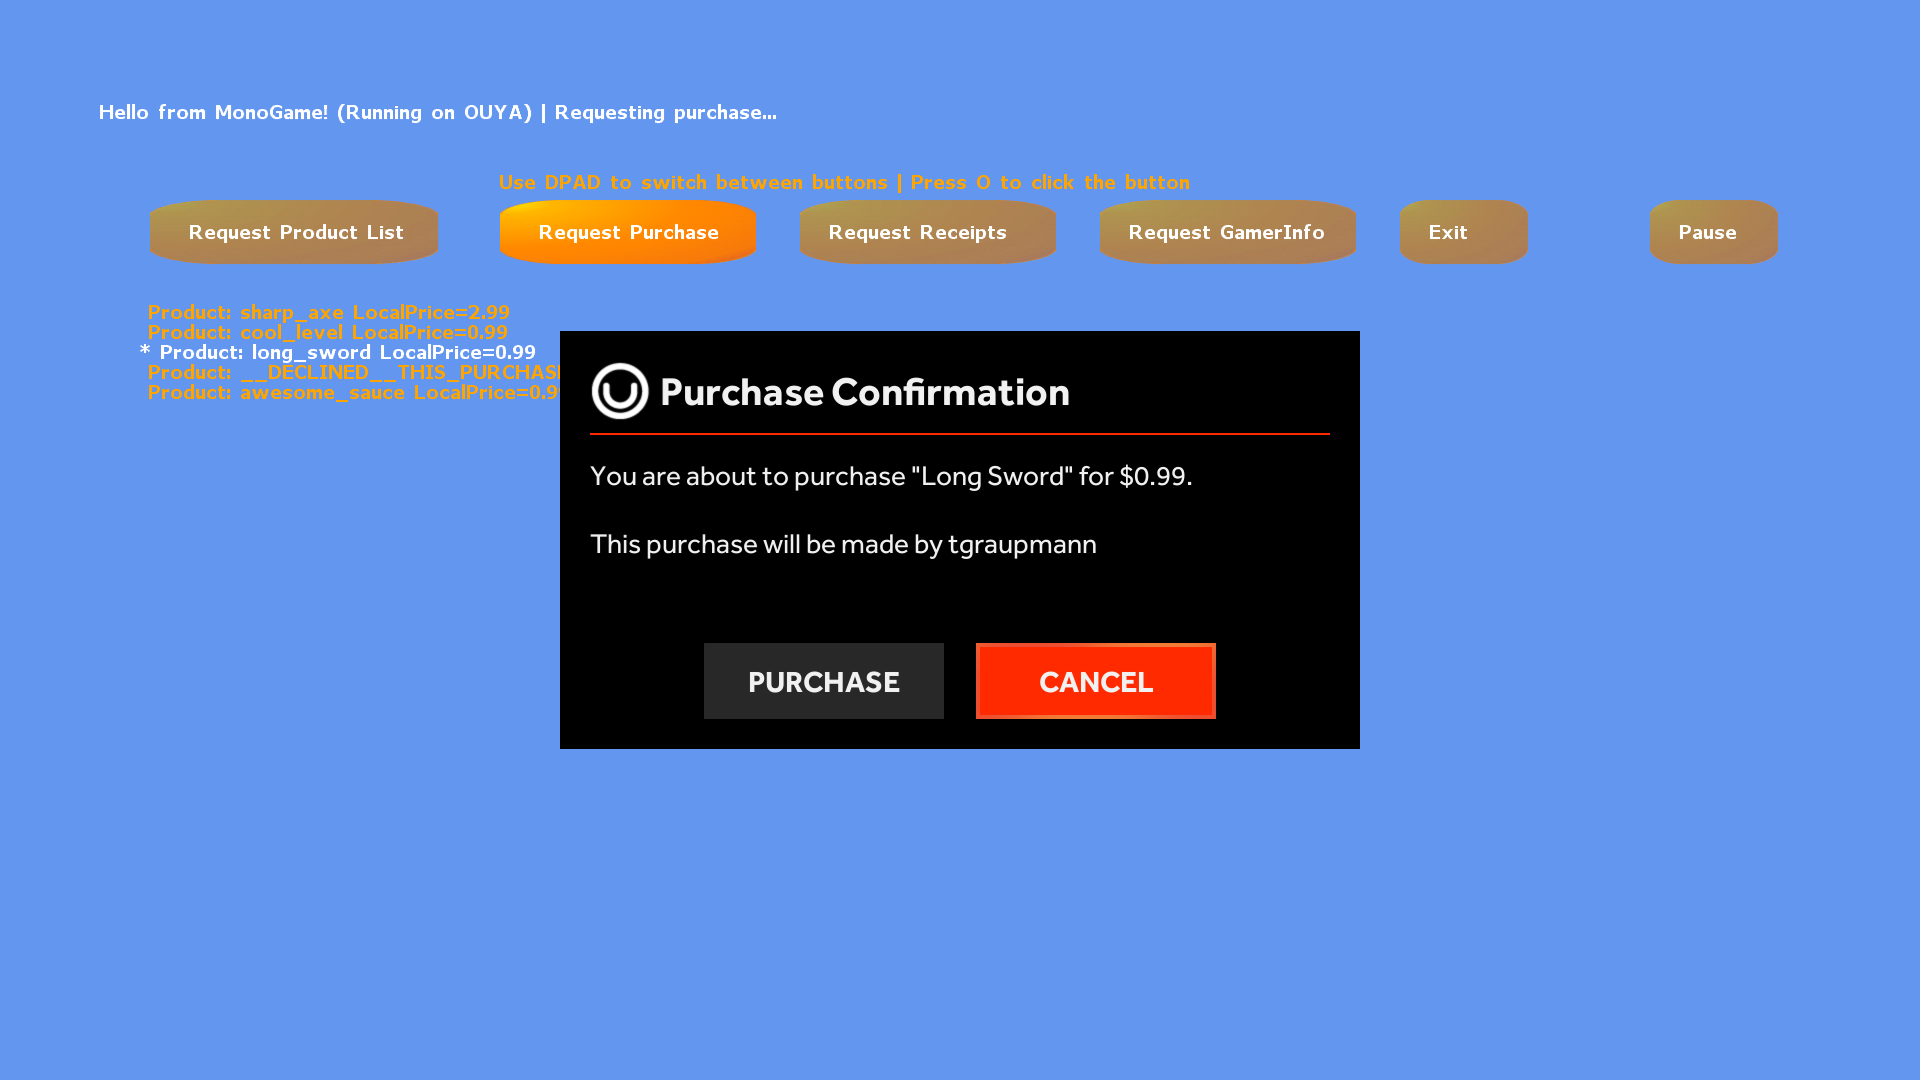 Hello from MonoGame! (Running on OUYA) | Requesting purchase...
Use DPAD to switch between buttons | Press O to click the button
Request Product List
Request Purchase
Request Receipts
Request GamerInfo
Exit
Pause
Product: sharp_axe LocalPrice=2.99
Product: cool_level LocalPrice=0.99
* Product: long_sword LocalPrice=0.99
Product: __DECLINED__THIS_PURCHAS
Product: awesome_sauce LocalPrice=0.9
Purchase Confirmation
You are about to purchase "Long Sword" for $0.99.
This purchase will be made by tgraupmann
PURCHASE
CANCEL